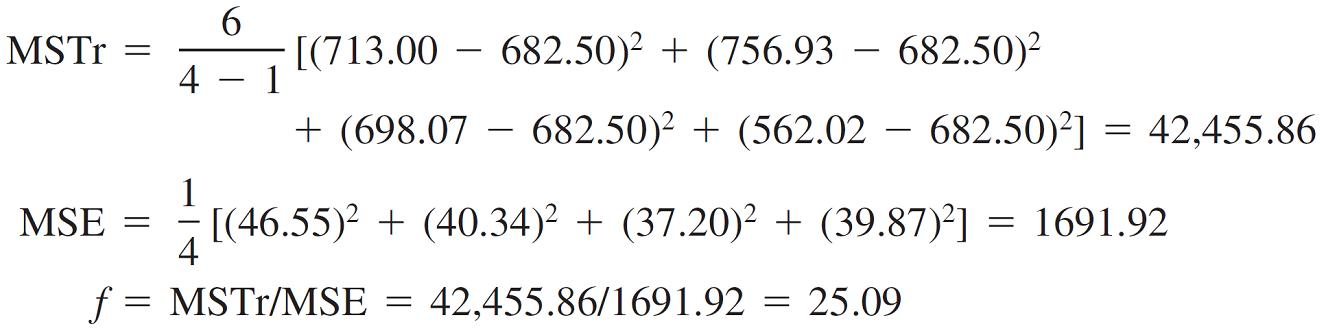 MSTr = 6/(4 − 1) [(713.00 − 682.50)² + (756.93 − 682.50)²
+ (698.07 − 682.50)² + (562.02 − 682.50)²] = 42,455.86
MSE = 1/4 [(46.55)² + (40.34)² + (37.20)² + (39.87)²] = 1691.92
f = MSTr/MSE = 42,455.86/1691.92 = 25.09